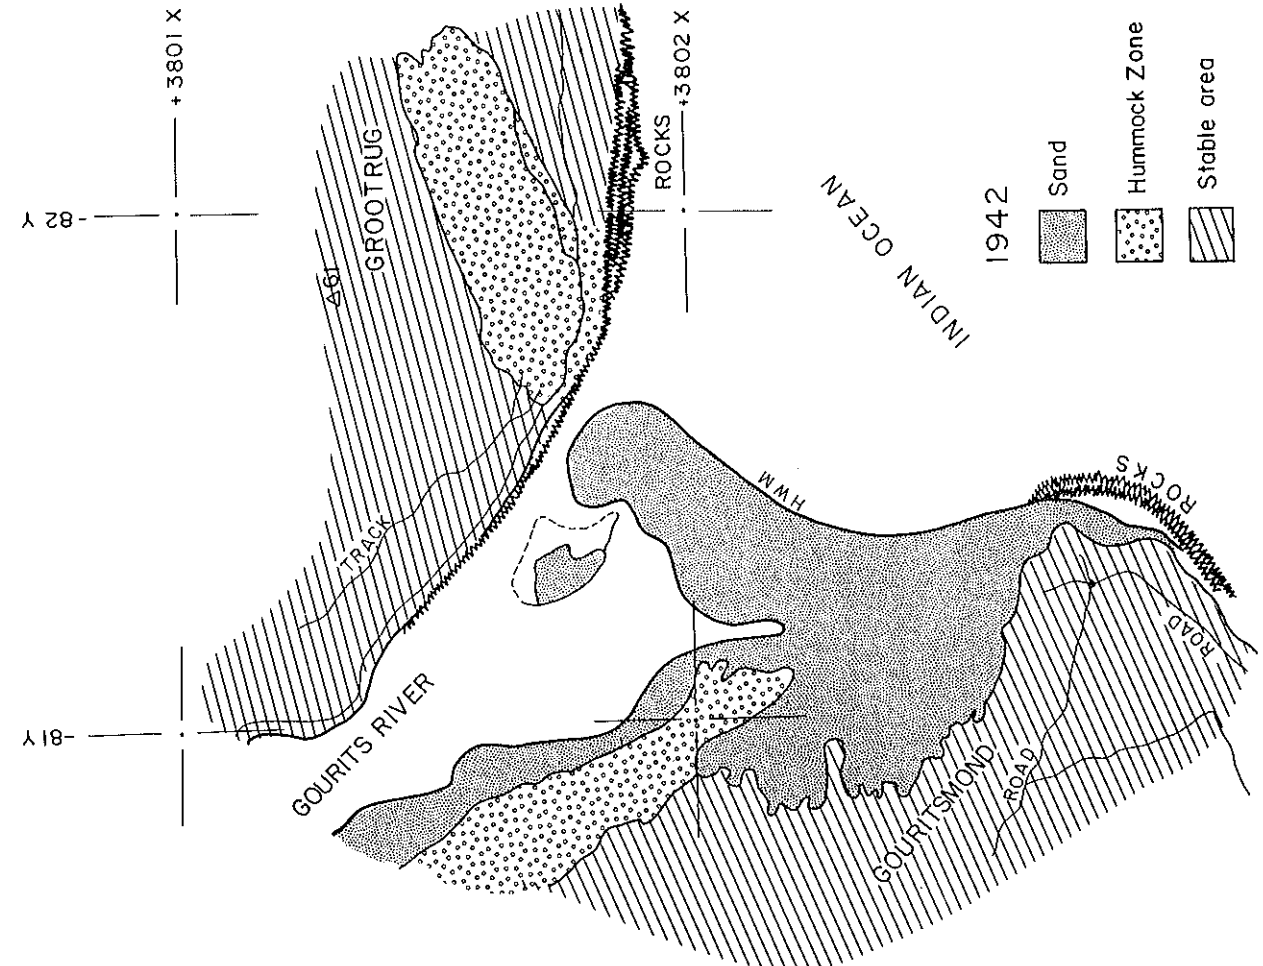 +3801 X
-82 Y
-81 Y
GROOTRUG
Δ61
ROCKS
+3802 X
TRACK
GOURITS RIVER
INDIAN OCEAN
HWM
ROCKS
ROAD
ROAD
GOURITSMOND
1942
Sand
Hummock Zone
Stable area